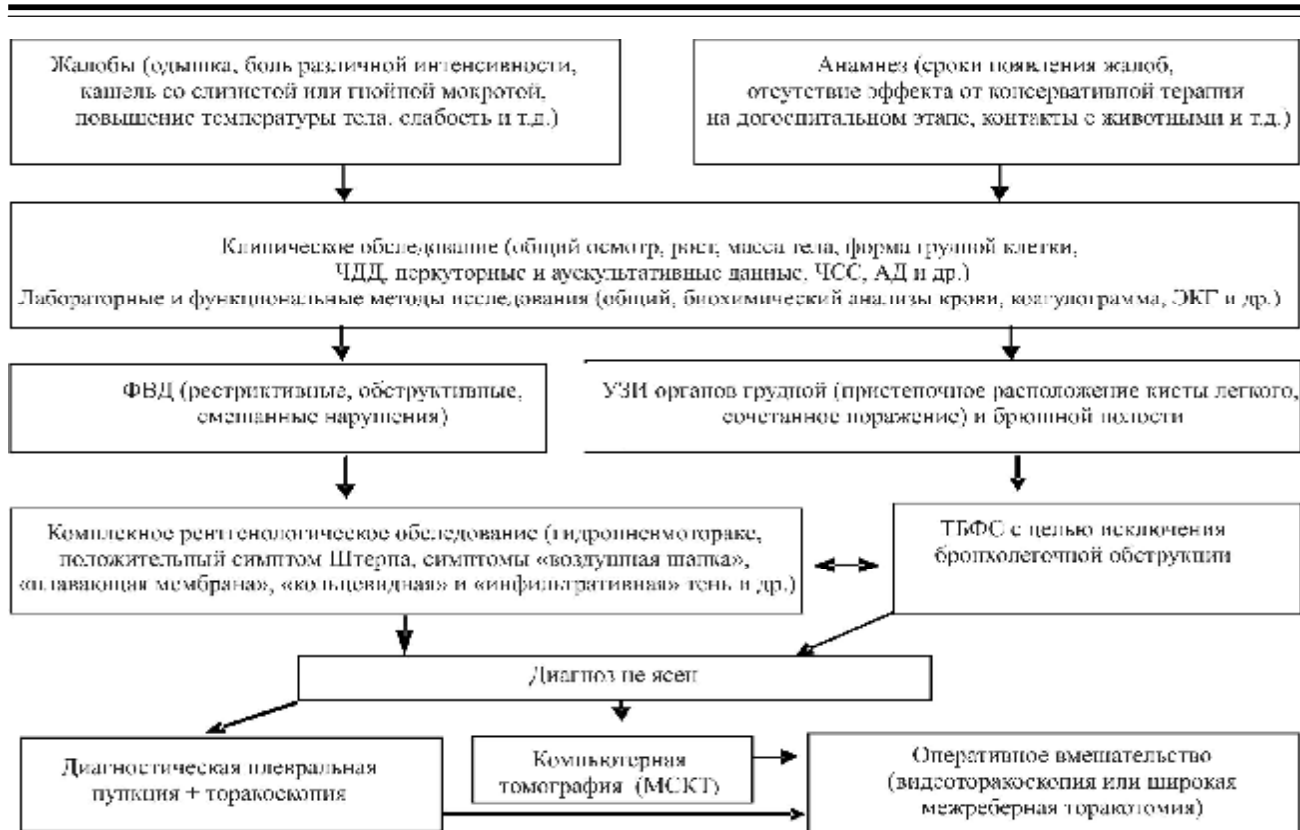 Жалобы (одышка, боль различной интенсивности,
кашель со слизистой или гнойной мокротой,
повышение температуры тела, слабость и т.д.)
Анамнез (сроки появления жалоб,
отсутствие эффекта от консервативной терапии
на догоспитальном этапе, контакты с животными и т.д.)
Клиническое обследование (общий осмотр, рост, масса тела, форма грудной клетки,
ЧДД, перкуторные и аускультативные данные, ЧСС, АД и др.)
Лабораторные и функциональные методы исследования (общий, биохимический анализы крови, коагулограмма, ЭКГ и др.)
ФВД (рестриктивные, обструктивные,
смешанные нарушения)
УЗИ органов грудной (пристеночное расположение кисты легкого,
сочетанное поражение) и брюшной полости
Комплекное рентгенологическое обследование (гидропневмоторакс,
положительный симптом Штерна, симптомы «воздушная шапка»,
«плавающая мембрана», «кольцевидная» и «инфильтративная» тень и др.)
ТБФС с целью исключения
бронхолегочной обструкции
Диагноз не ясен
Диагностическая плевральная
пункция + торакоскопия
Компьютерная
томография (МСКТ)
Оперативное вмешательство
(видеоторакоскопия или широкая
межреберная торакотомия)